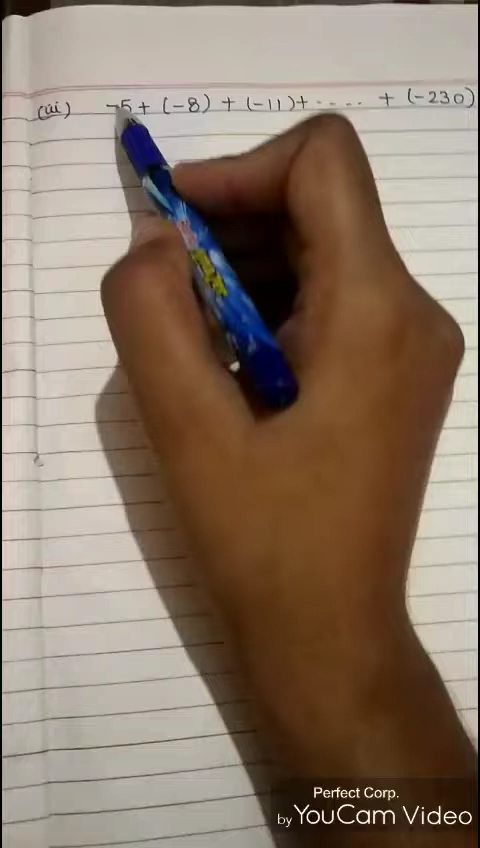 (iii) -5 + (-8) + (-11) + ..... + (-230)
Perfect Corp.
by YouCam Video